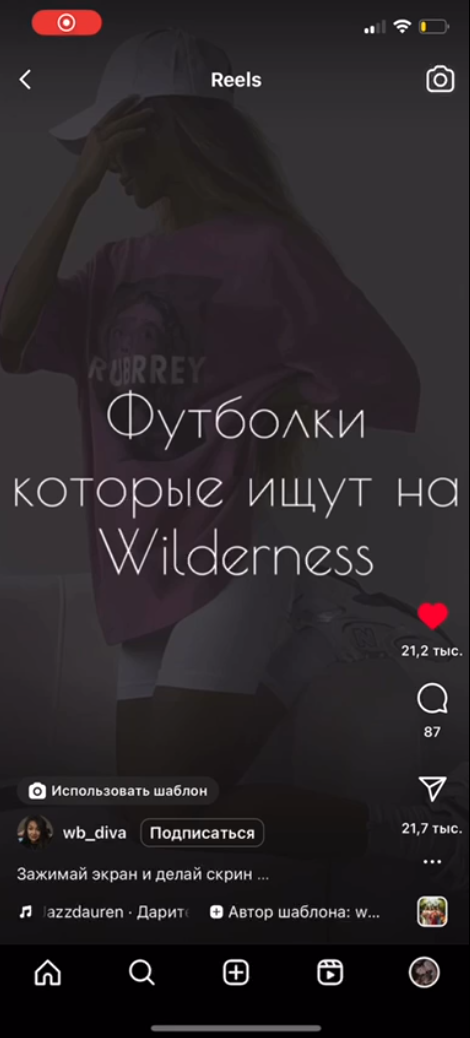 Reels
RUBRREY
Футболки
которые ищут на
Wilderness
21,2 тыс.
87
Использовать шаблон
wb_diva Подписаться
21,7 тыс.
Зажимай экран и делай скрин ...
azzdauren · Дарит Автор шаблона: w...